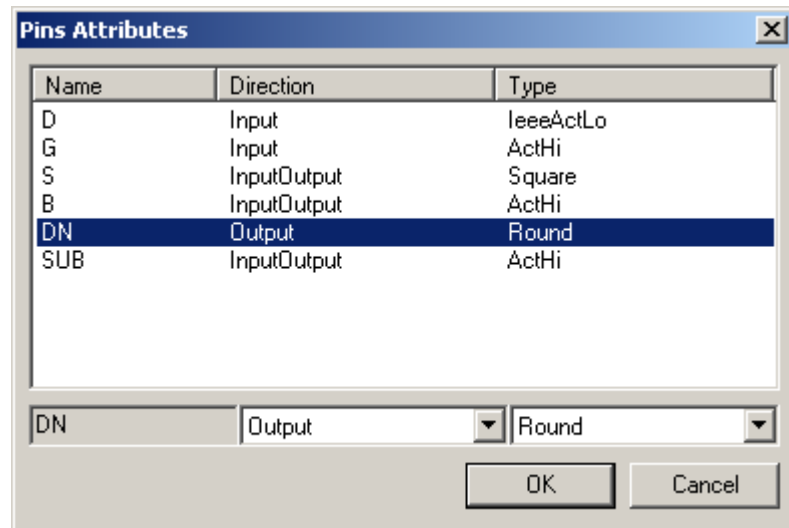 Pins Attributes
Name Direction Type
D Input IeeeActLo
G Input ActHi
S InputOutput Square
B InputOutput ActHi
DN Output Round
SUB InputOutput ActHi
DN Output Round
OK Cancel